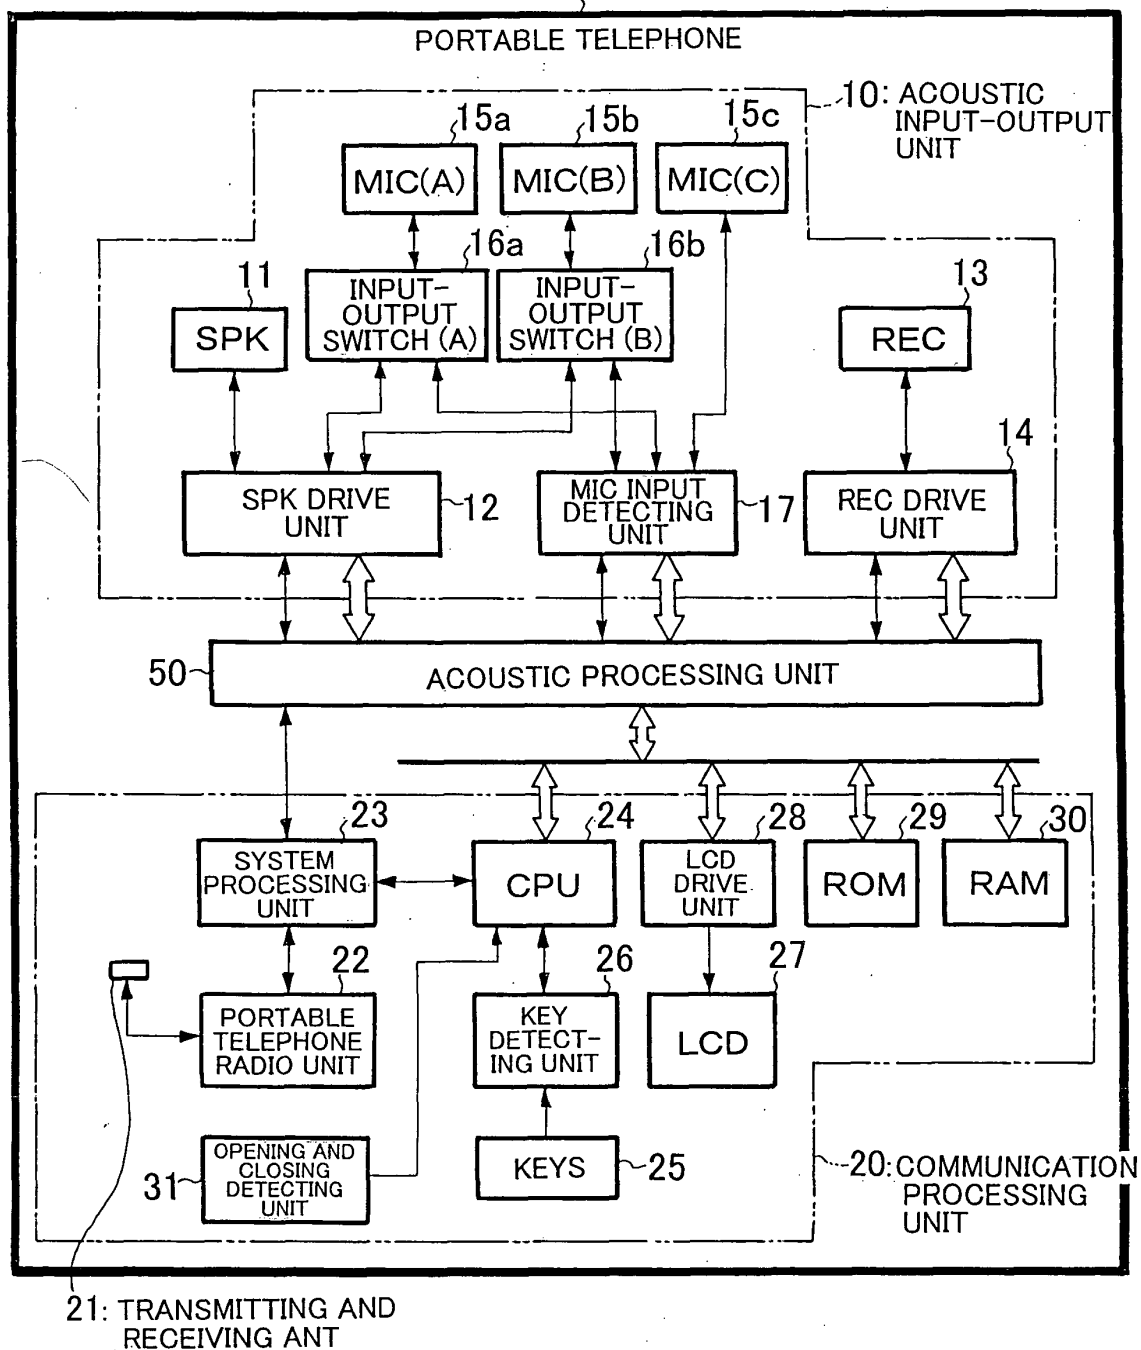 PORTABLE TELEPHONE
10: ACOUSTIC
INPUT-OUTPUT
UNIT
15a
15b
15c
MIC(A)
MIC(B)
MIC(C)
16a
16b
11
13
INPUT-
OUTPUT
SWITCH (A)
INPUT-
OUTPUT
SWITCH (B)
SPK
REC
14
SPK DRIVE
UNIT
12
MIC INPUT
DETECTING
UNIT
17
REC DRIVE
UNIT
50
ACOUSTIC PROCESSING UNIT
23
24
28
29
30
SYSTEM
PROCESSING
UNIT
CPU
LCD
DRIVE
UNIT
ROM
RAM
22
26
27
PORTABLE
TELEPHONE
RADIO UNIT
KEY
DETECT-
ING UNIT
LCD
31
OPENING AND
CLOSING
DETECTING
UNIT
KEYS
25
20: COMMUNICATION
PROCESSING
UNIT
21: TRANSMITTING AND
RECEIVING ANT